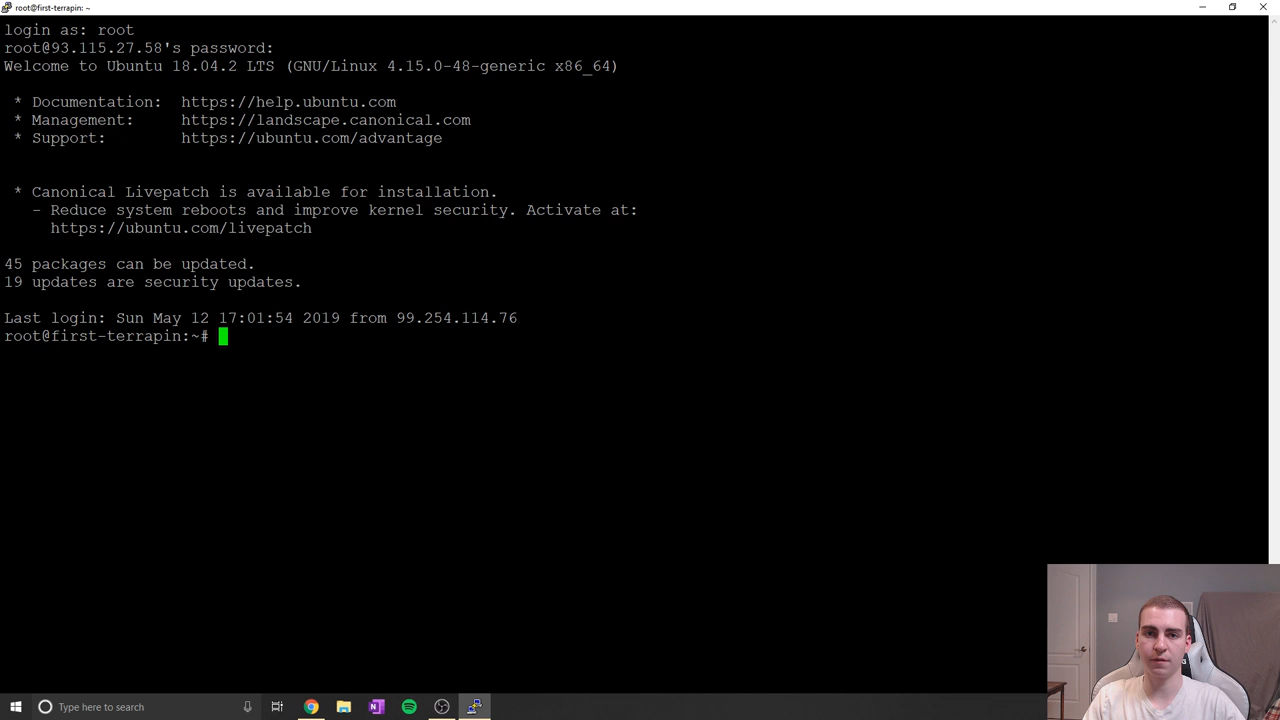 root@first-terrapin: ~
login as: root
root@93.115.27.58's password:
Welcome to Ubuntu 18.04.2 LTS (GNU/Linux 4.15.0-48-generic x86_64)
* Documentation: https://help.ubuntu.com
* Management: https://landscape.canonical.com
* Support: https://ubuntu.com/advantage
* Canonical Livepatch is available for installation.
- Reduce system reboots and improve kernel security. Activate at:
https://ubuntu.com/livepatch
45 packages can be updated.
19 updates are security updates.
Last login: Sun May 12 17:01:54 2019 from 99.254.114.76
root@first-terrapin:~#
Type here to search